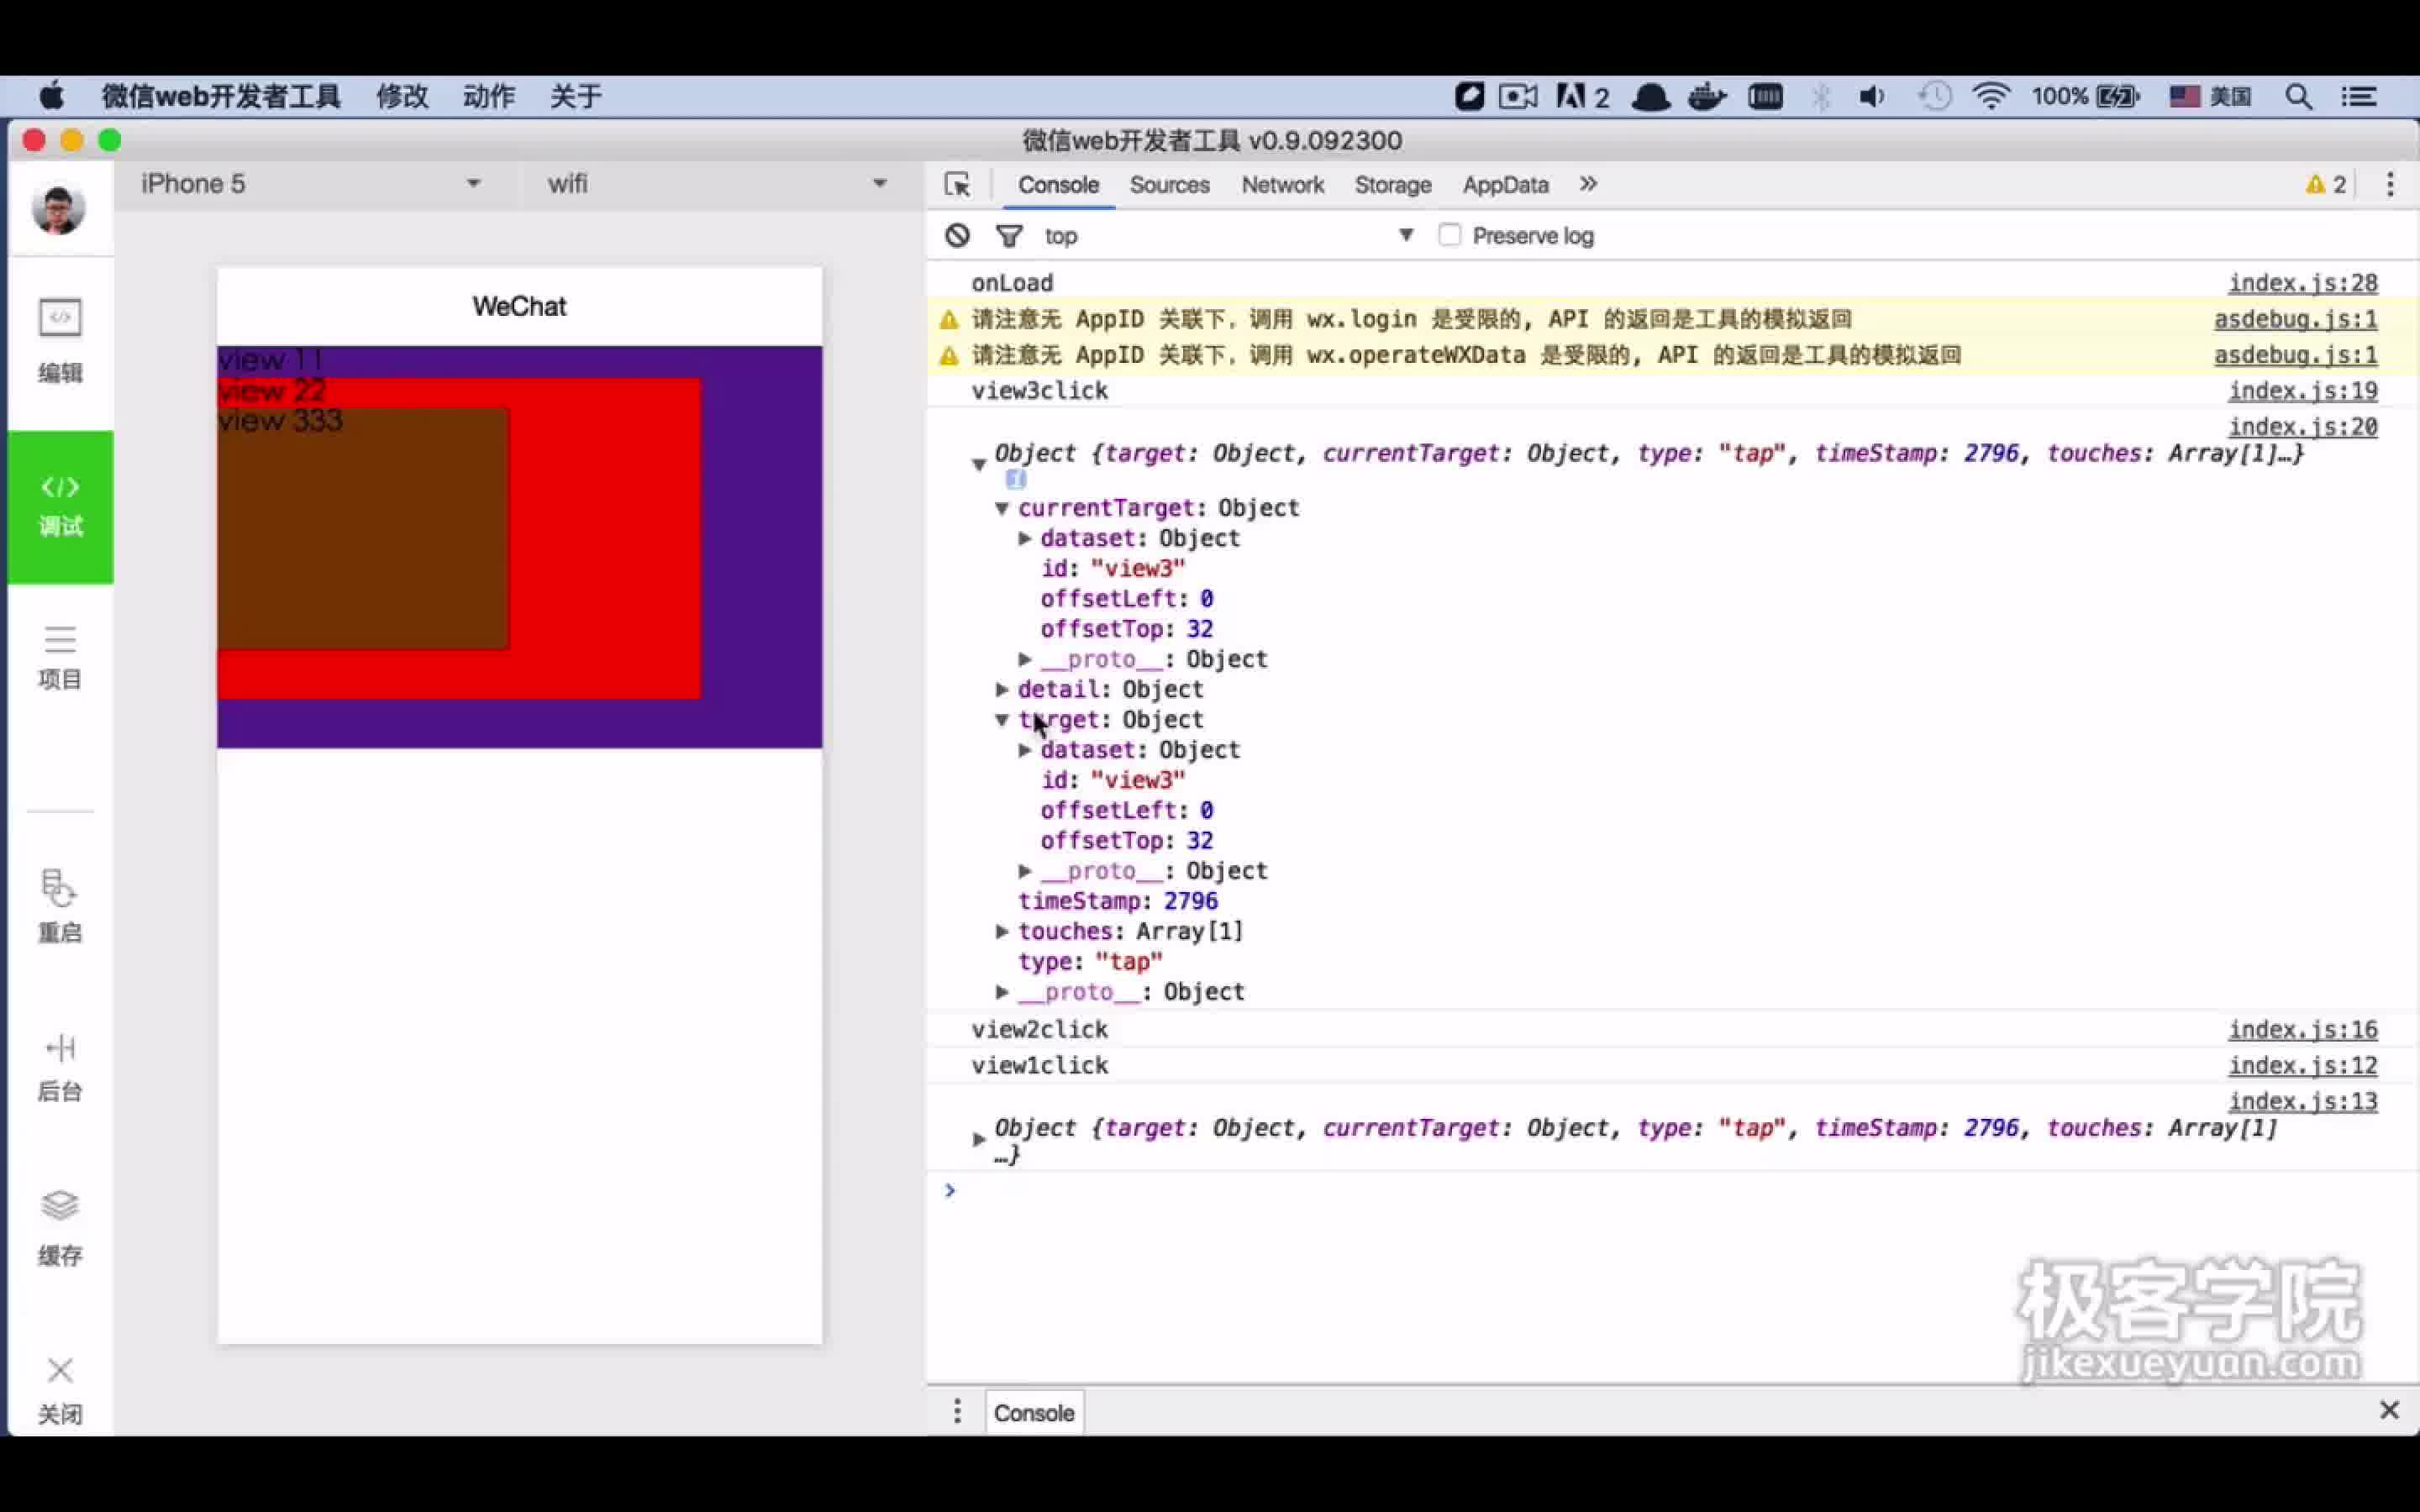 微信web开发者工具 修改 动作 关于 2 100% 美国
微信web开发者工具 v0.9.092300
iPhone 5 wifi
Console Sources Network Storage AppData » 2
top Preserve log
编辑
调试
项目
重启
后台
缓存
关闭
WeChat
view 11
view 22
view 333
onLoad index.js:28
请注意无 AppID 关联下，调用 wx.login 是受限的, API 的返回是工具的模拟返回 asdebug.js:1
请注意无 AppID 关联下，调用 wx.operateWXData 是受限的, API 的返回是工具的模拟返回 asdebug.js:1
view3click index.js:19
index.js:20
Object {target: Object, currentTarget: Object, type: "tap", timeStamp: 2796, touches: Array[1]…}
currentTarget: Object
dataset: Object
id: "view3"
offsetLeft: 0
offsetTop: 32
__proto__: Object
detail: Object
target: Object
dataset: Object
id: "view3"
offsetLeft: 0
offsetTop: 32
__proto__: Object
timeStamp: 2796
touches: Array[1]
type: "tap"
__proto__: Object
view2click index.js:16
view1click index.js:12
index.js:13
Object {target: Object, currentTarget: Object, type: "tap", timeStamp: 2796, touches: Array[1]
…}
极客学院
jikexueyuan.com
Console